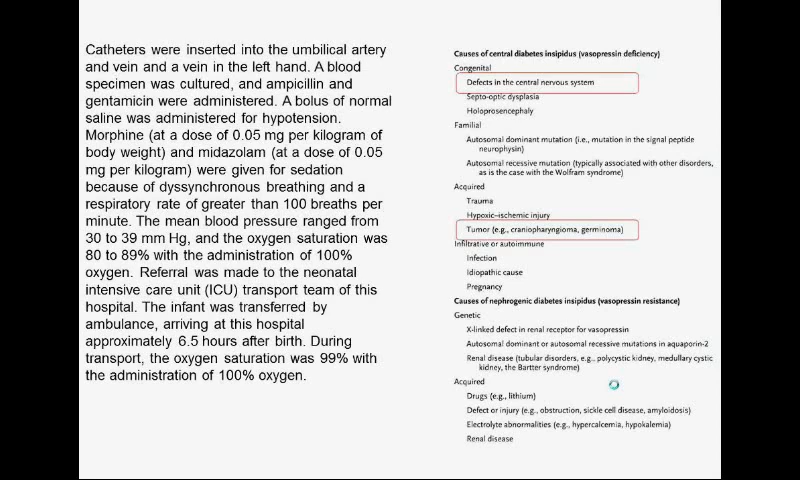 Catheters were inserted into the umbilical artery
and vein and a vein in the left hand. A blood
specimen was cultured, and ampicillin and
gentamicin were administered. A bolus of normal
saline was administered for hypotension.
Morphine (at a dose of 0.05 mg per kilogram of
body weight) and midazolam (at a dose of 0.05
mg per kilogram) were given for sedation
because of dyssynchronous breathing and a
respiratory rate of greater than 100 breaths per
minute. The mean blood pressure ranged from
30 to 39 mm Hg, and the oxygen saturation was
80 to 89% with the administration of 100%
oxygen. Referral was made to the neonatal
intensive care unit (ICU) transport team of this
hospital. The infant was transferred by
ambulance, arriving at this hospital
approximately 6.5 hours after birth. During
transport, the oxygen saturation was 99% with
the administration of 100% oxygen.
Causes of central diabetes insipidus (vasopressin deficiency)
Congenital
Defects in the central nervous system
Septo-optic dysplasia
Holoprosencephaly
Familial
Autosomal dominant mutation (i.e., mutation in the signal peptide
neurophysin)
Autosomal recessive mutation (typically associated with other disorders,
as is the case with the Wolfram syndrome)
Acquired
Trauma
Hypoxic–ischemic injury
Tumor (e.g., craniopharyngioma, germinoma)
Infiltrative or autoimmune
Infection
Idiopathic cause
Pregnancy
Causes of nephrogenic diabetes insipidus (vasopressin resistance)
Genetic
X-linked defect in renal receptor for vasopressin
Autosomal dominant or autosomal recessive mutations in aquaporin-2
Renal disease (tubular disorders, e.g., polycystic kidney, medullary cystic
kidney, the Bartter syndrome)
Acquired
Drugs (e.g., lithium)
Defect or injury (e.g., obstruction, sickle cell disease, amyloidosis)
Electrolyte abnormalities (e.g., hypercalcemia, hypokalemia)
Renal disease